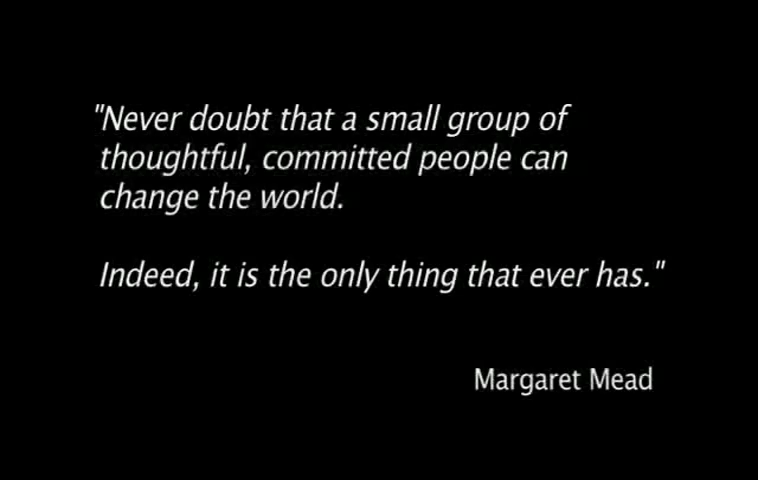 "Never doubt that a small group of
thoughtful, committed people can
change the world.
Indeed, it is the only thing that ever has."
Margaret Mead